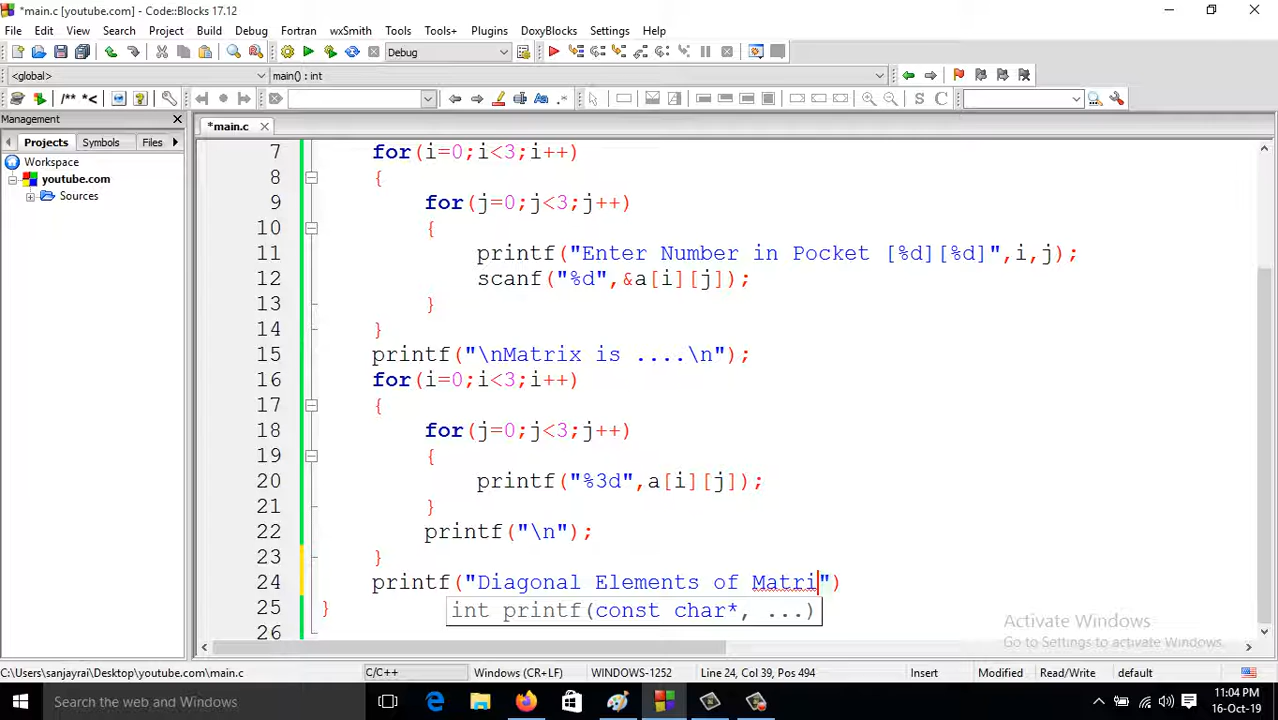 *main.c [youtube.com] - Code::Blocks 17.12
File Edit View Search Project Build Debug Fortran wxSmith Tools Tools+ Plugins DoxyBlocks Settings Help
Debug
<global> main() : int
/** *< S C
Management
Projects Symbols Files
*main.c
Workspace
youtube.com
Sources
7 for(i=0;i<3;i++)
8 {
9 for(j=0;j<3;j++)
10 {
11 printf("Enter Number in Pocket [%d][%d]",i,j);
12 scanf("%d",&a[i][j]);
13 }
14 }
15 printf("\nMatrix is ....\n");
16 for(i=0;i<3;i++)
17 {
18 for(j=0;j<3;j++)
19 {
20 printf("%3d",a[i][j]);
21 }
22 printf("\n");
23 }
24 printf("Diagonal Elements of Matri")
25 }
int printf(const char*, ...)
26
Activate Windows
Go to Settings to activate Windows.
C:\Users\sanjayrai\Desktop\youtube.com\main.c C/C++ Windows (CR+LF) WINDOWS-1252 Line 24, Col 39, Pos 494 Insert Modified Read/Write default
Search the web and Windows
11:04 PM
16-Oct-19